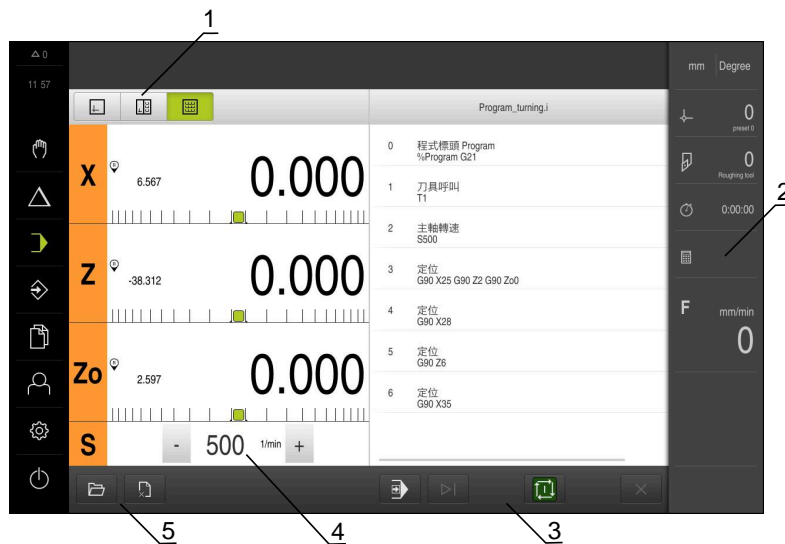 1
0
11 57
mm Degree
Program_turning.i
0
preset 0
0
Roughing tool
0:00:00
2
F mm/min
0
X R 6.567 0.000
Z R -38.312 0.000
Zo R 2.597 0.000
S - 500 1/min +
0 程式標頭 Program
%Program G21
1 刀具呼叫
T1
2 主軸轉速
S500
3 定位
G90 X25 G90 Z2 G90 Zo0
4 定位
G90 X28
5 定位
G90 Z6
6 定位
G90 X35
5
4
3